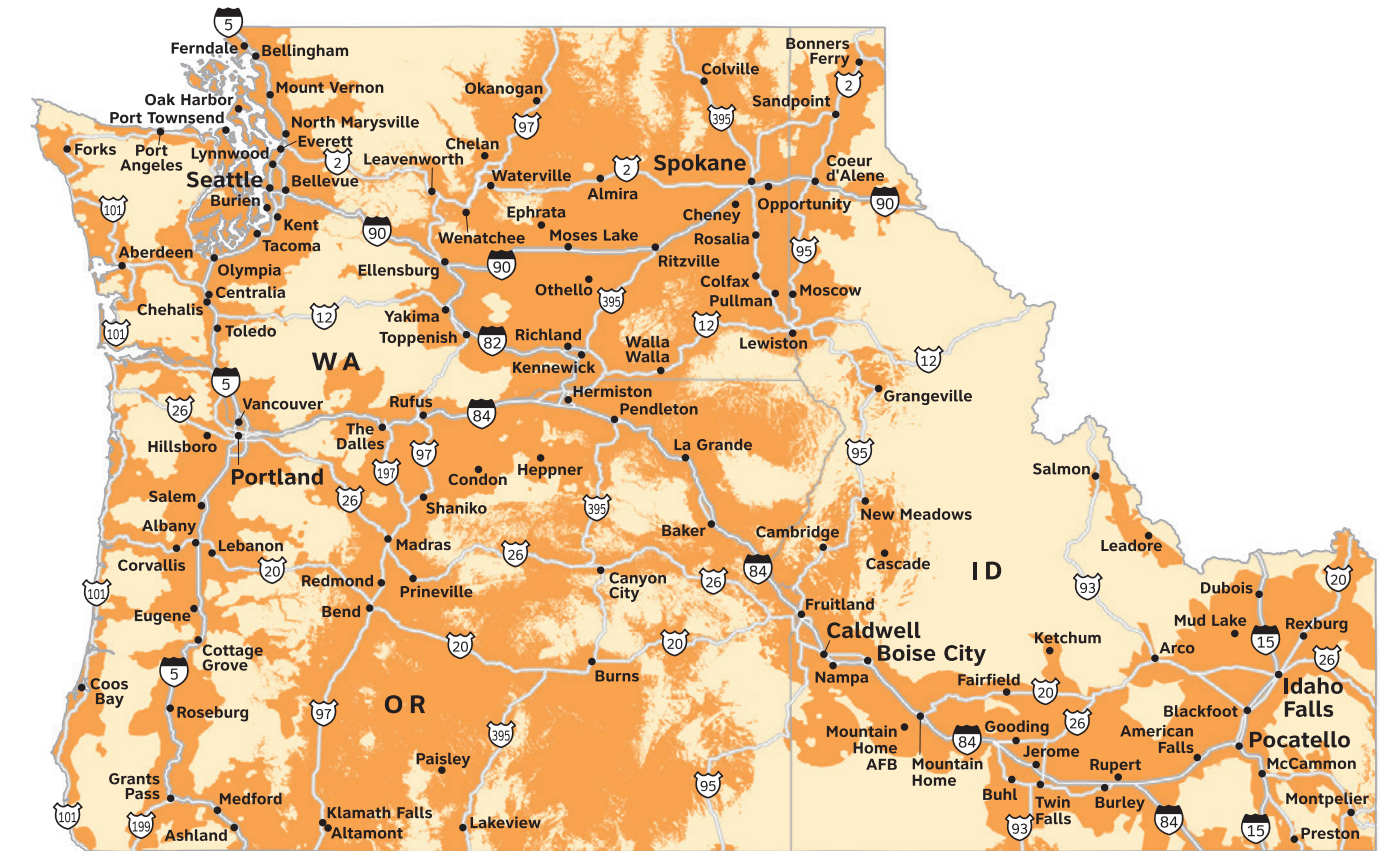 5
Ferndale
Bellingham
Bonners
Ferry
Colville
2
Okanogan
Mount Vernon
Oak Harbor
Port Townsend
Sandpoint
395
97
North Marysville
Everett
Forks
Port
Angeles
Lynnwood
2
Leavenworth
Chelan
Spokane
Coeur
d'Alene
2
Seattle
Bellevue
Waterville
Almira
Burien
101
Kent
Ephrata
Cheney
Opportunity
90
90
Tacoma
Wenatchee
Moses Lake
Rosalia
95
Aberdeen
Olympia
Ellensburg
90
Ritzville
Centralia
Othello
395
Colfax
Pullman
Moscow
Chehalis
12
Yakima
101
Toledo
Toppenish
82
Richland
Walla
Walla
12
Lewiston
WA
Kennewick
12
5
Hermiston
Grangeville
26
Vancouver
Rufus
84
Pendleton
Hillsboro
The
Dalles
97
La Grande
95
Portland
197
Condon
Heppner
Salmon
Salem
26
Shaniko
395
Albany
Baker
Cambridge
New Meadows
Lebanon
Madras
26
Leadore
Corvallis
20
Cascade
84
ID
101
Redmond
Prineville
Canyon
City
26
93
Dubois
20
Eugene
Bend
Fruitland
Mud Lake
Rexburg
Cottage
Grove
20
20
Caldwell
Ketchum
15
Boise City
Arco
26
5
Burns
Nampa
Coos
Bay
Fairfield
20
Idaho
Falls
Roseburg
97
OR
Blackfoot
395
Mountain
Home
AFB
84
Gooding
26
American
Falls
Pocatello
Paisley
Mountain
Home
Jerome
Rupert
McCammon
Grants
Pass
95
Buhl
Twin
Falls
Burley
Medford
Montpelier
101
199
Klamath Falls
Altamont
Lakeview
93
84
15
Ashland
Preston